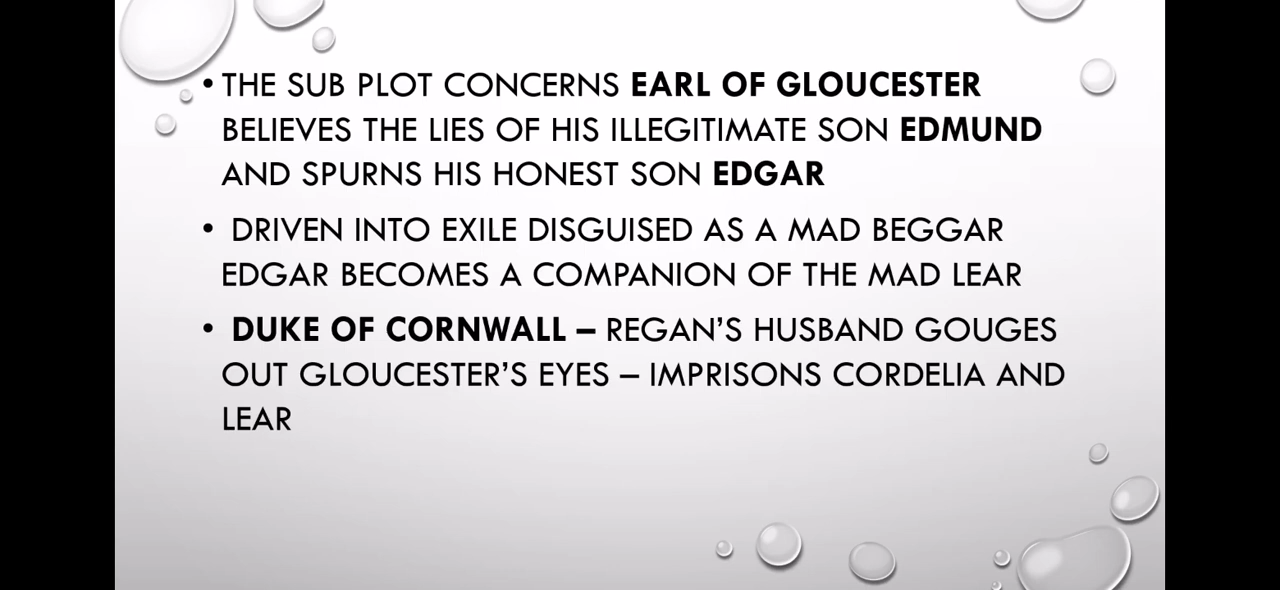 • THE SUB PLOT CONCERNS EARL OF GLOUCESTER
BELIEVES THE LIES OF HIS ILLEGITIMATE SON EDMUND
AND SPURNS HIS HONEST SON EDGAR
• DRIVEN INTO EXILE DISGUISED AS A MAD BEGGAR
EDGAR BECOMES A COMPANION OF THE MAD LEAR
• DUKE OF CORNWALL – REGAN’S HUSBAND GOUGES
OUT GLOUCESTER’S EYES – IMPRISONS CORDELIA AND
LEAR